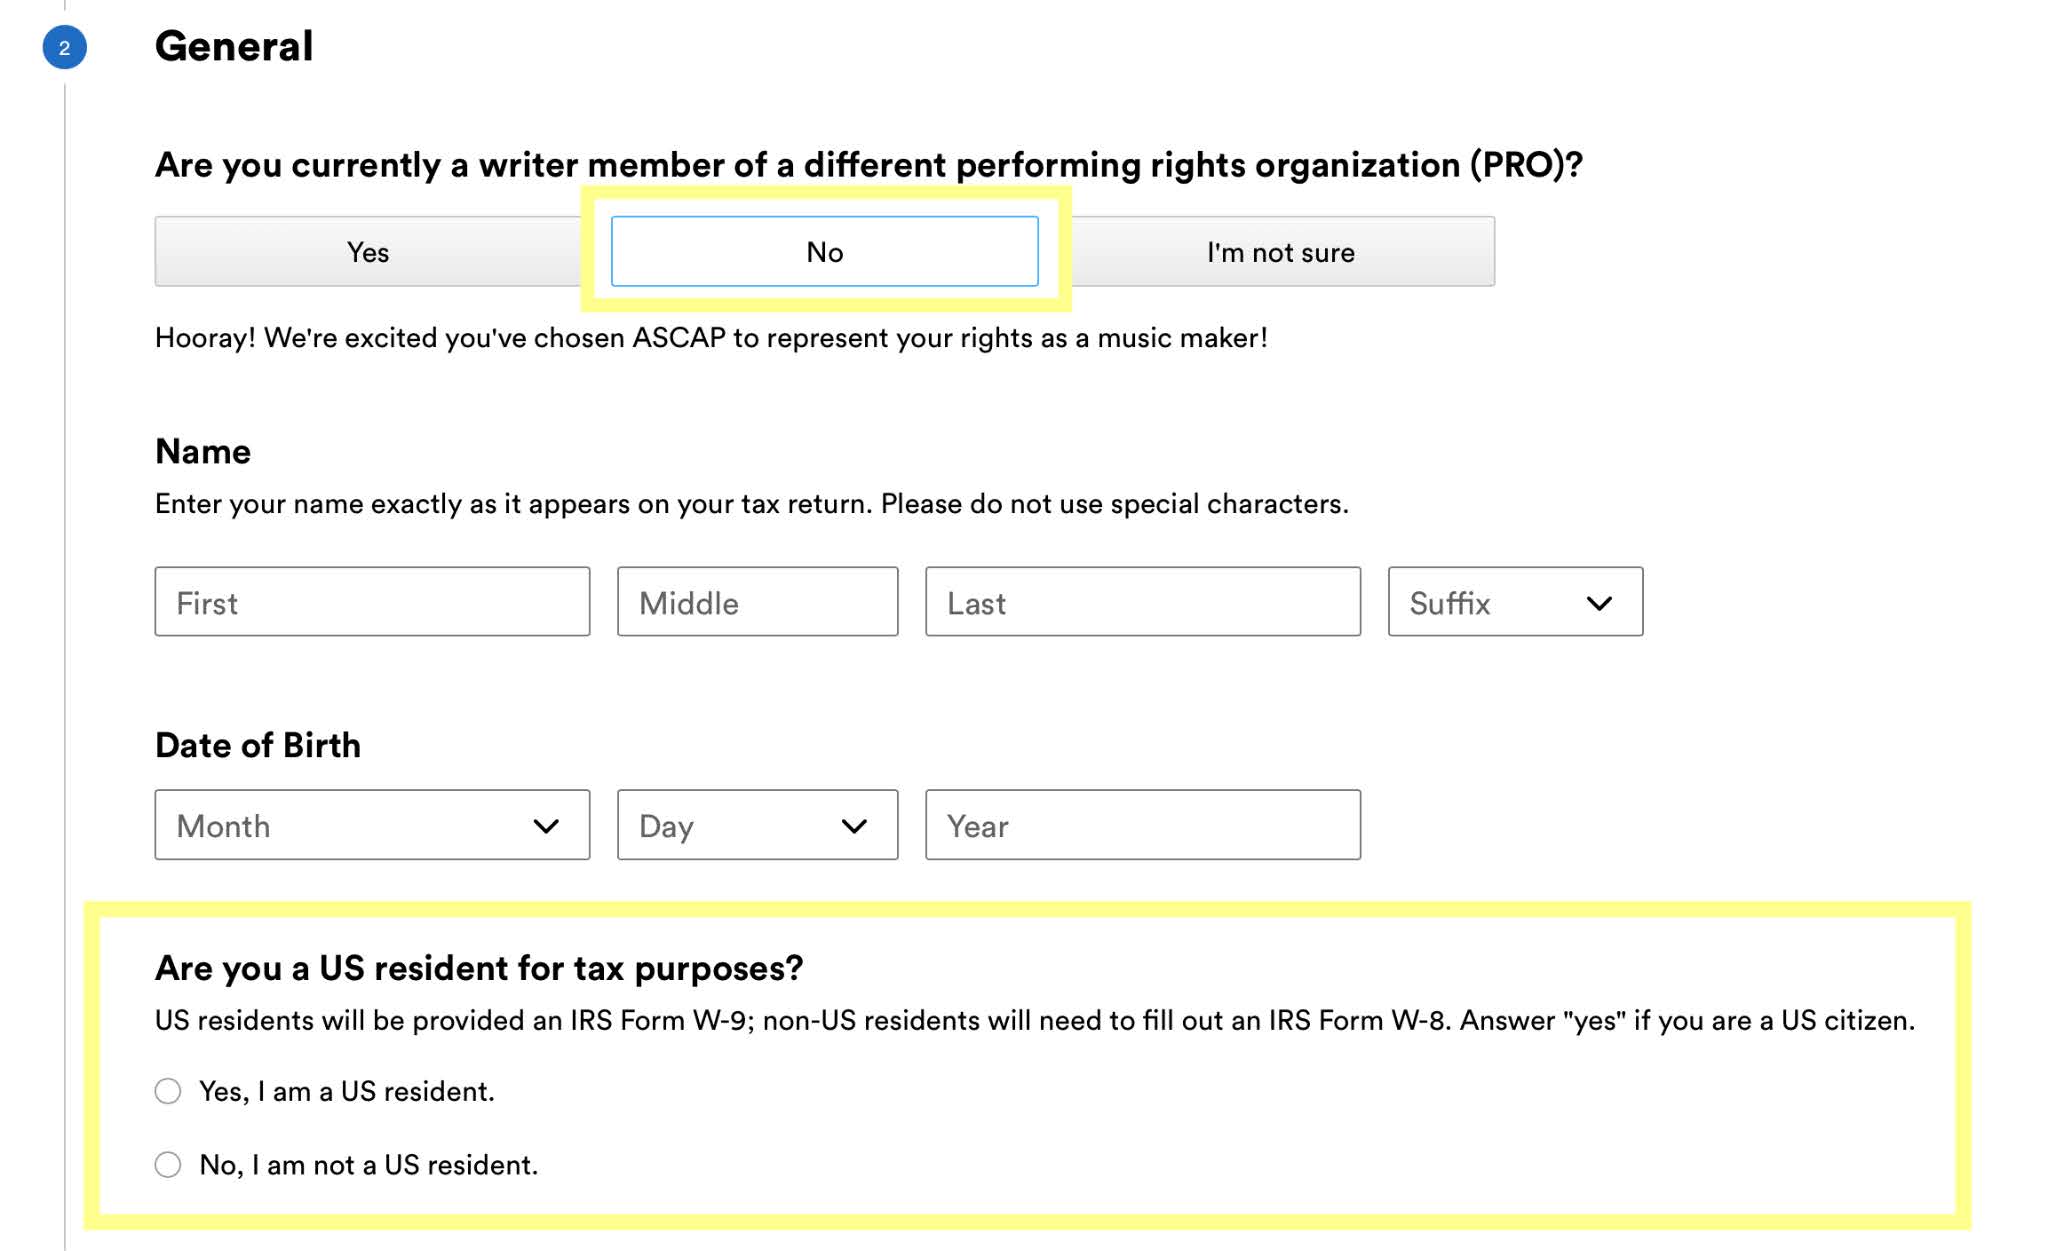 2
General
Are you currently a writer member of a different performing rights organization (PRO)?
Yes
No
I'm not sure
Hooray! We're excited you've chosen ASCAP to represent your rights as a music maker!
Name
Enter your name exactly as it appears on your tax return. Please do not use special characters.
First
Middle
Last
Suffix
Date of Birth
Month
Day
Year
Are you a US resident for tax purposes?
US residents will be provided an IRS Form W-9; non-US residents will need to fill out an IRS Form W-8. Answer "yes" if you are a US citizen.
Yes, I am a US resident.
No, I am not a US resident.